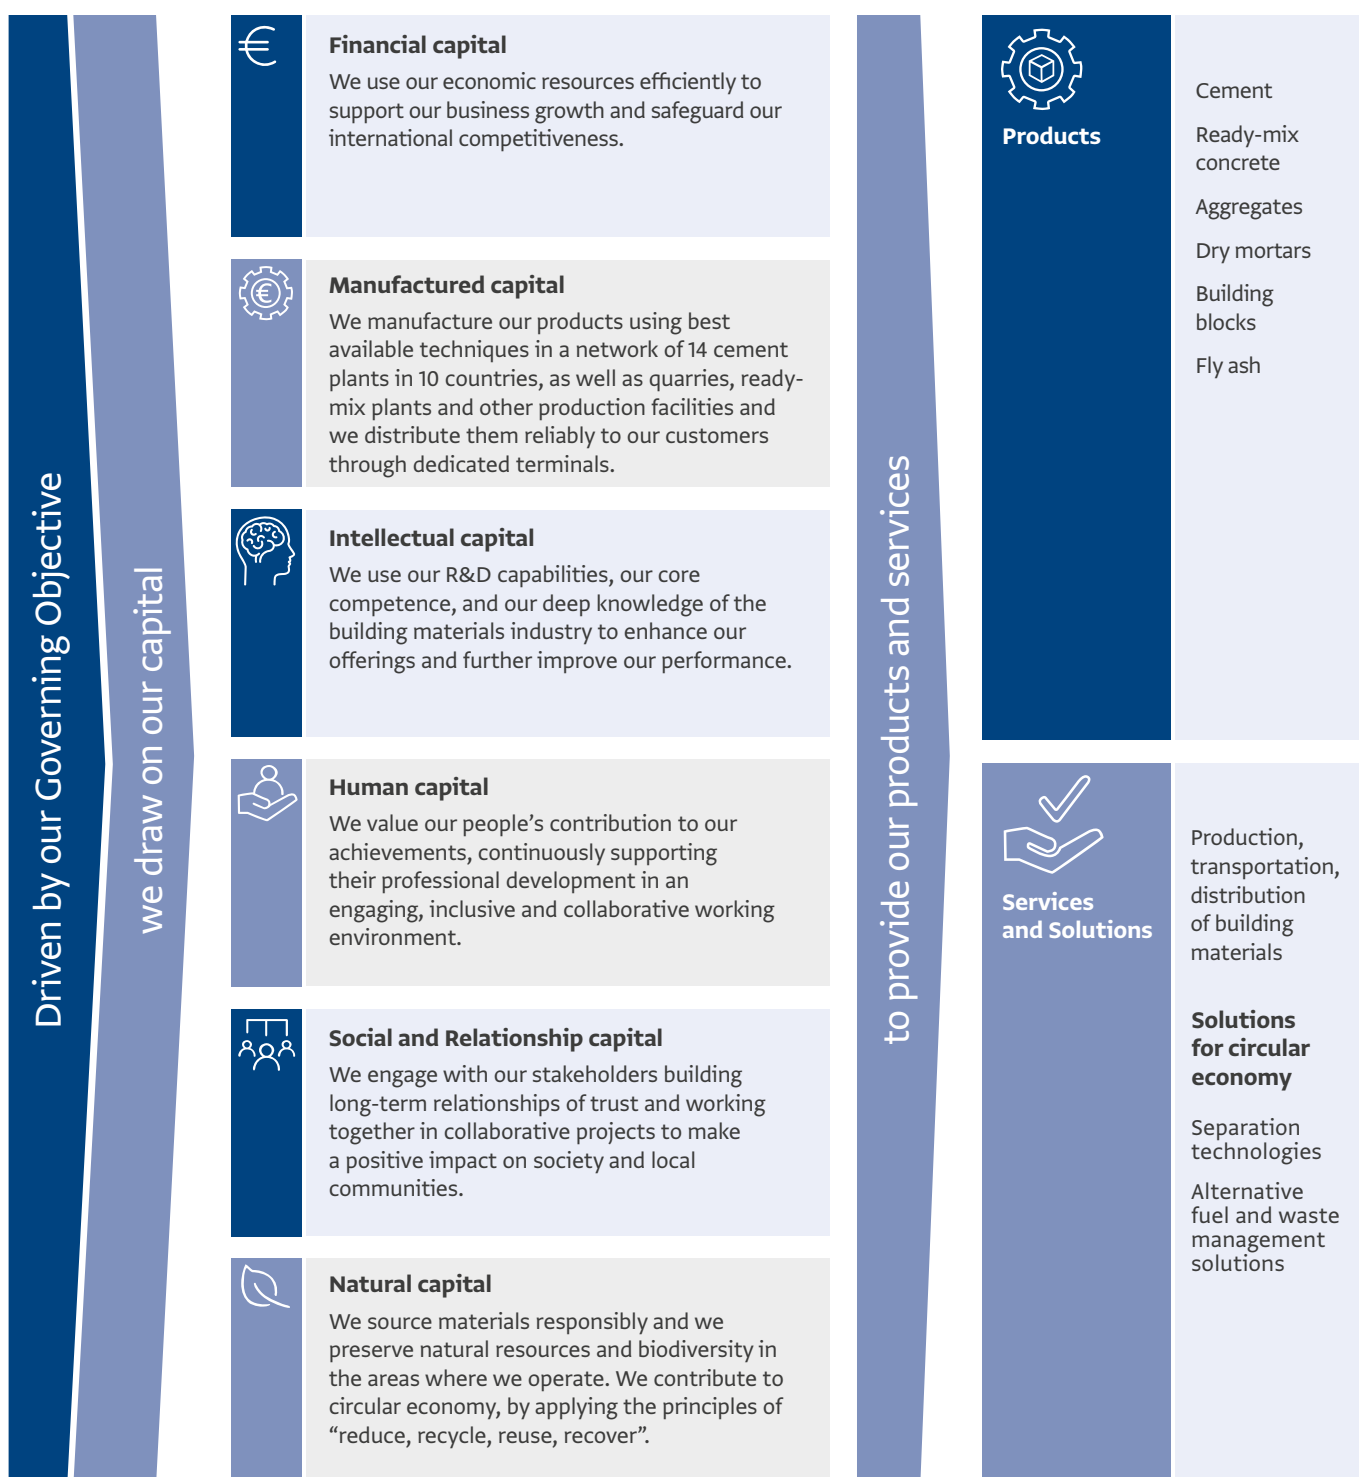 Driven by our Governing Objective
we draw on our capital
Financial capital
We use our economic resources efficiently to
support our business growth and safeguard our
international competitiveness.
Manufactured capital
We manufacture our products using best
available techniques in a network of 14 cement
plants in 10 countries, as well as quarries, ready-
mix plants and other production facilities and
we distribute them reliably to our customers
through dedicated terminals.
Intellectual capital
We use our R&D capabilities, our core
competence, and our deep knowledge of the
building materials industry to enhance our
offerings and further improve our performance.
Human capital
We value our people’s contribution to our
achievements, continuously supporting
their professional development in an
engaging, inclusive and collaborative working
environment.
Social and Relationship capital
We engage with our stakeholders building
long-term relationships of trust and working
together in collaborative projects to make
a positive impact on society and local
communities.
Natural capital
We source materials responsibly and we
preserve natural resources and biodiversity in
the areas where we operate. We contribute to
circular economy, by applying the principles of
“reduce, recycle, reuse, recover”.
to provide our products and services
Products
Cement
Ready-mix
concrete
Aggregates
Dry mortars
Building
blocks
Fly ash
Services
and Solutions
Production,
transportation,
distribution
of building
materials
Solutions
for circular
economy
Separation
technologies
Alternative
fuel and waste
management
solutions